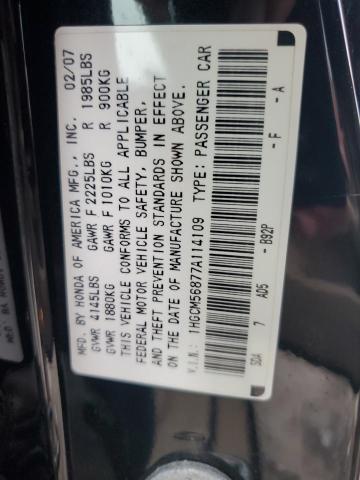 MFD. BY HONDA OF AMERICA MFG., INC. 02/07
GVWR 4145LBS GAWR F 2225LBS R 1985LBS
GVWR 1880KG GAWR F 1010KG R 900KG
THIS VEHICLE CONFORMS TO ALL APPLICABLE
FEDERAL MOTOR VEHICLE SAFETY, BUMPER,
AND THEFT PREVENTION STANDARDS IN EFFECT
ON THE DATE OF MANUFACTURE SHOWN ABOVE.
V.I.N.: 1HGCM56877A114109 TYPE: PASSENGER CAR
SDA 7 AD5 - B92P - F - A